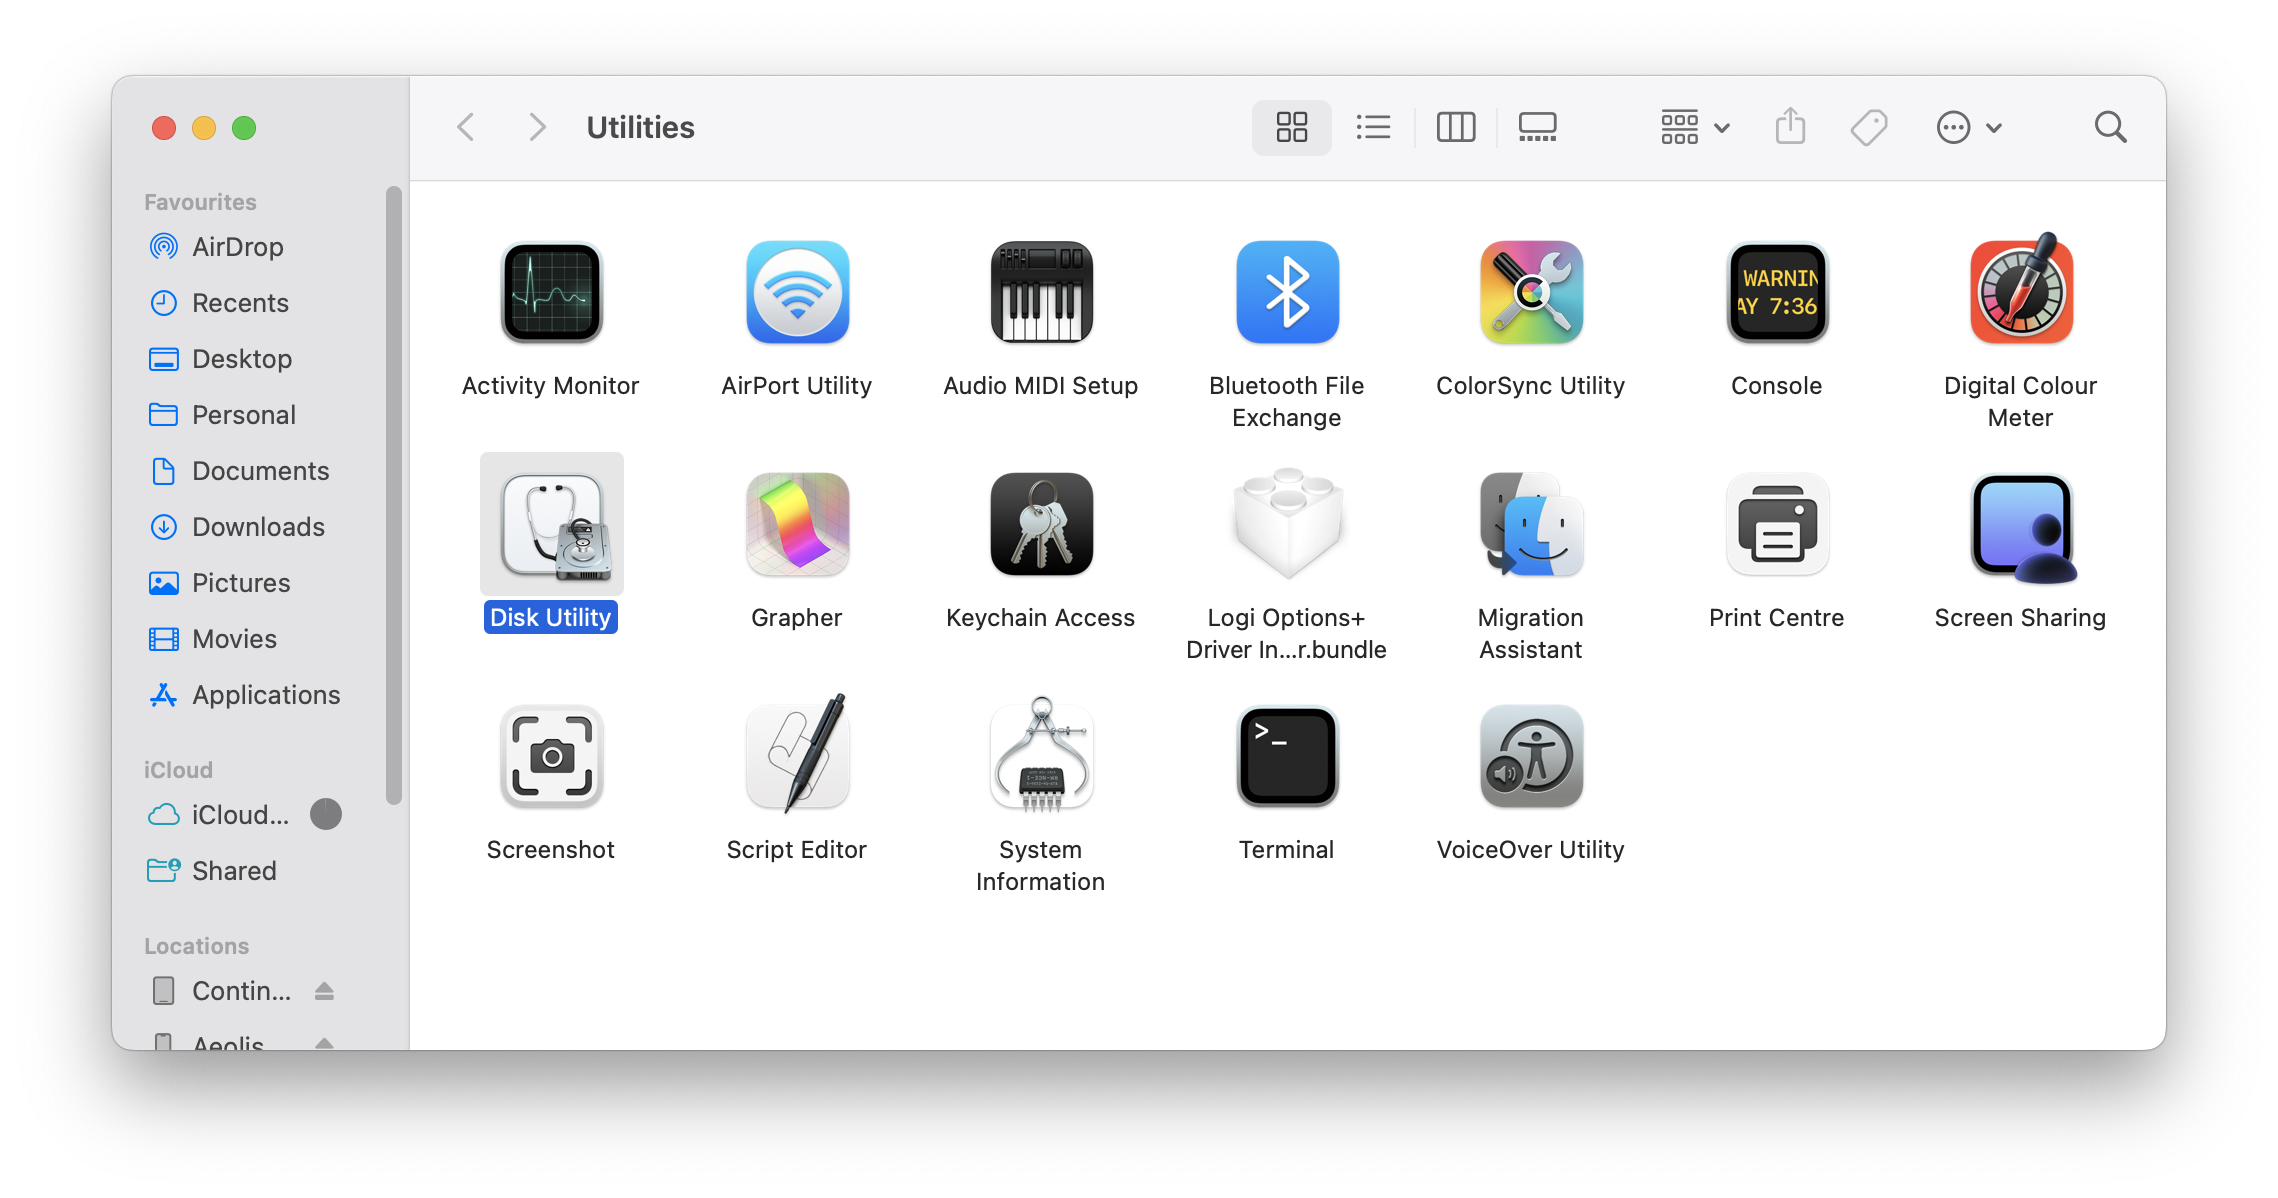 Utilities
Favourites
AirDrop
Recents
Desktop
Personal
Documents
Downloads
Pictures
Movies
Applications
iCloud
iCloud...
Shared
Locations
Contin...
Aeolis
WARNIN
AY 7:36
Activity Monitor
AirPort Utility
Audio MIDI Setup
Bluetooth File
Exchange
ColorSync Utility
Console
Digital Colour
Meter
Disk Utility
Grapher
Keychain Access
Logi Options+
Driver In...r.bundle
Migration
Assistant
Print Centre
Screen Sharing
>_
Screenshot
Script Editor
System
Information
Terminal
VoiceOver Utility